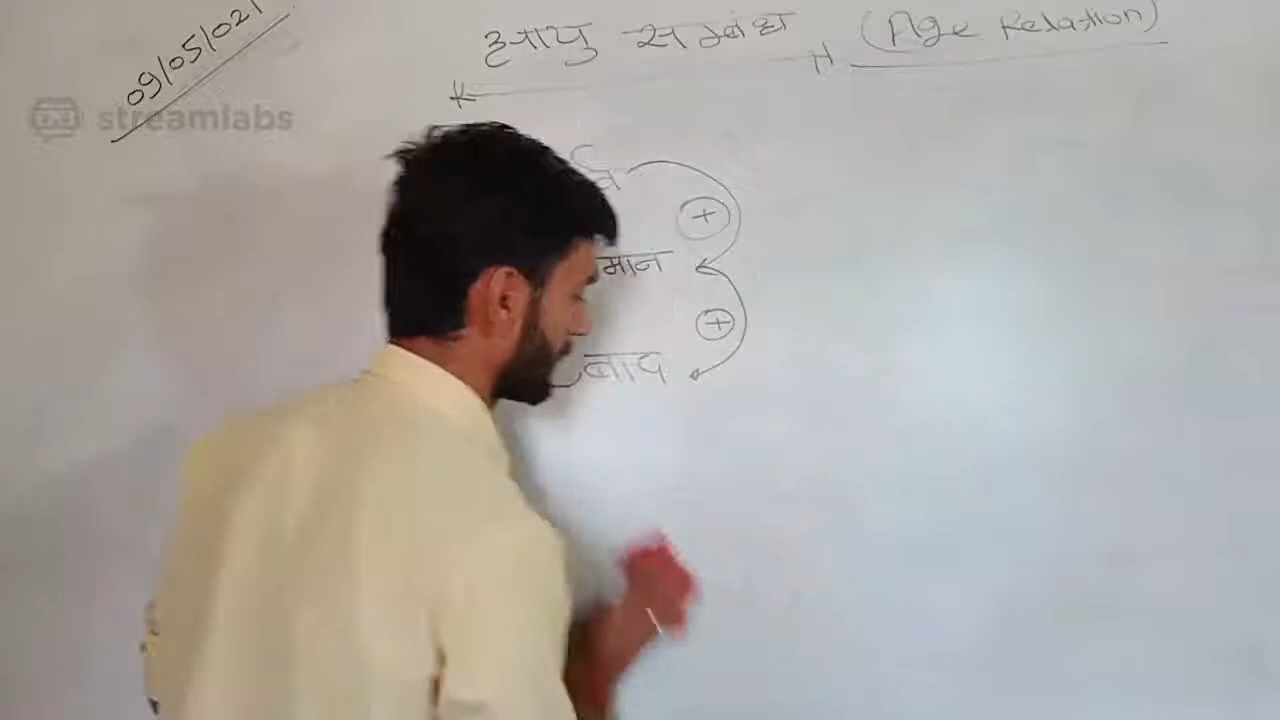 09/05/021
आयु सम्बंध (Age Relation)
streamlabs
+
मान
+
बाद